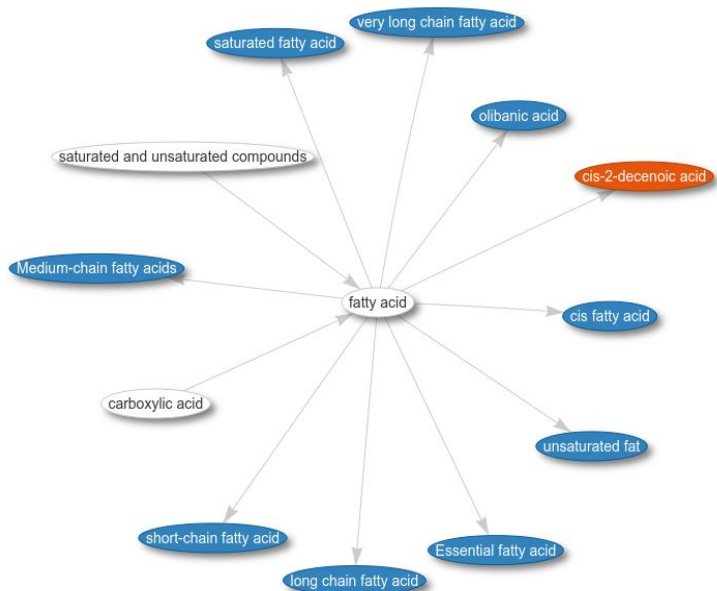 very long chain fatty acid
saturated fatty acid
olibanic acid
saturated and unsaturated compounds
cis-2-decenoic acid
Medium-chain fatty acids
fatty acid
cis fatty acid
carboxylic acid
unsaturated fat
short-chain fatty acid
Essential fatty acid
long chain fatty acid